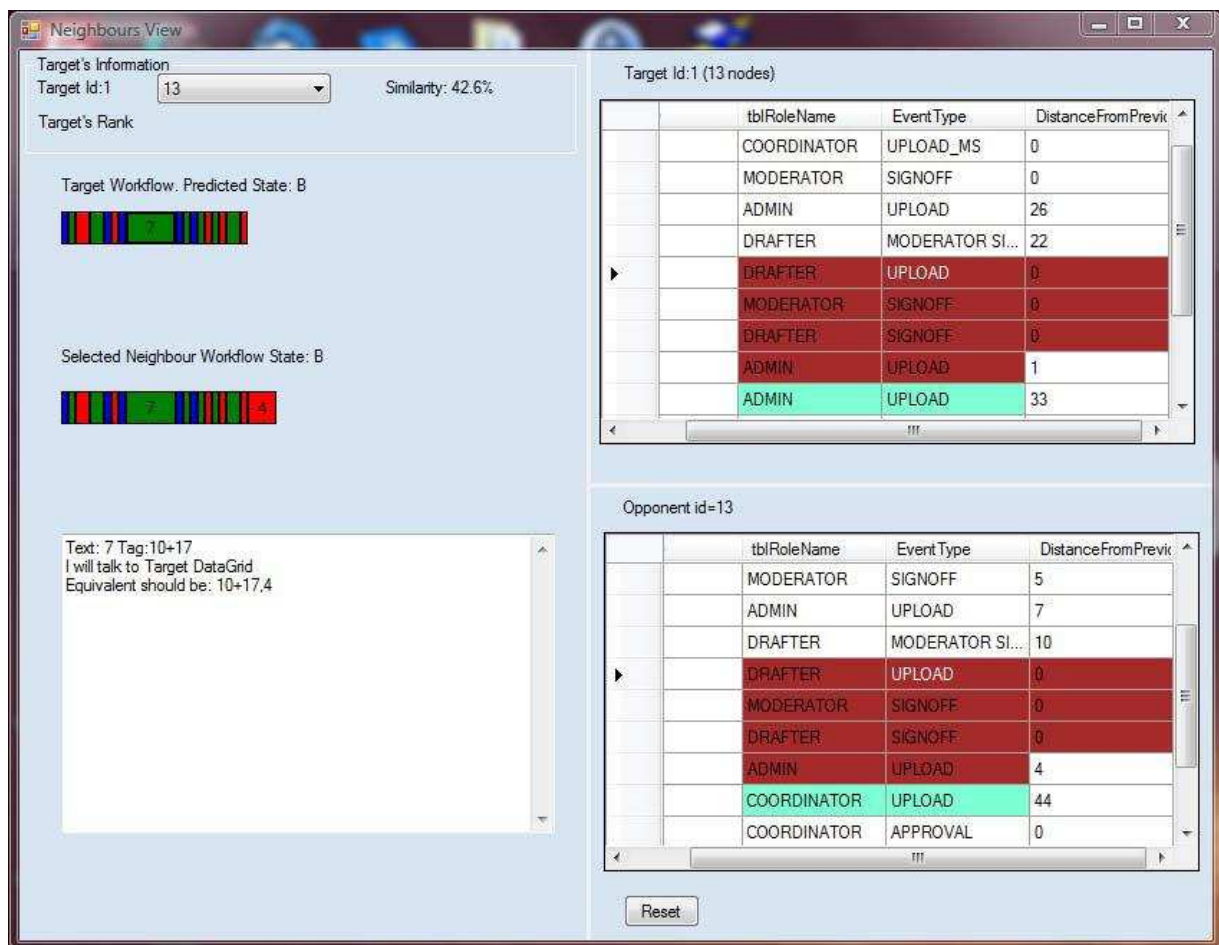 Neighbours View
Target's Information
Target Id:1 13 Similarity: 42.6%
Target's Rank
Target Workflow. Predicted State: B
7
Selected Neighbour Workflow State: B
7 4
Text: 7 Tag:10+17
I will talk to Target DataGrid
Equivalent should be: 10+17,4
Target Id:1 (13 nodes)
tblRoleName EventType DistanceFromPrevic
COORDINATOR UPLOAD_MS 0
MODERATOR SIGNOFF 0
ADMIN UPLOAD 26
DRAFTER MODERATOR SI... 22
DRAFTER UPLOAD 0
MODERATOR SIGNOFF 0
DRAFTER SIGNOFF 0
ADMIN UPLOAD 1
ADMIN UPLOAD 33
Opponent id=13
tblRoleName EventType DistanceFromPrevic
MODERATOR SIGNOFF 5
ADMIN UPLOAD 7
DRAFTER MODERATOR SI... 10
DRAFTER UPLOAD 0
MODERATOR SIGNOFF 0
DRAFTER SIGNOFF 0
ADMIN UPLOAD 4
COORDINATOR UPLOAD 44
COORDINATOR APPROVAL 0
Reset